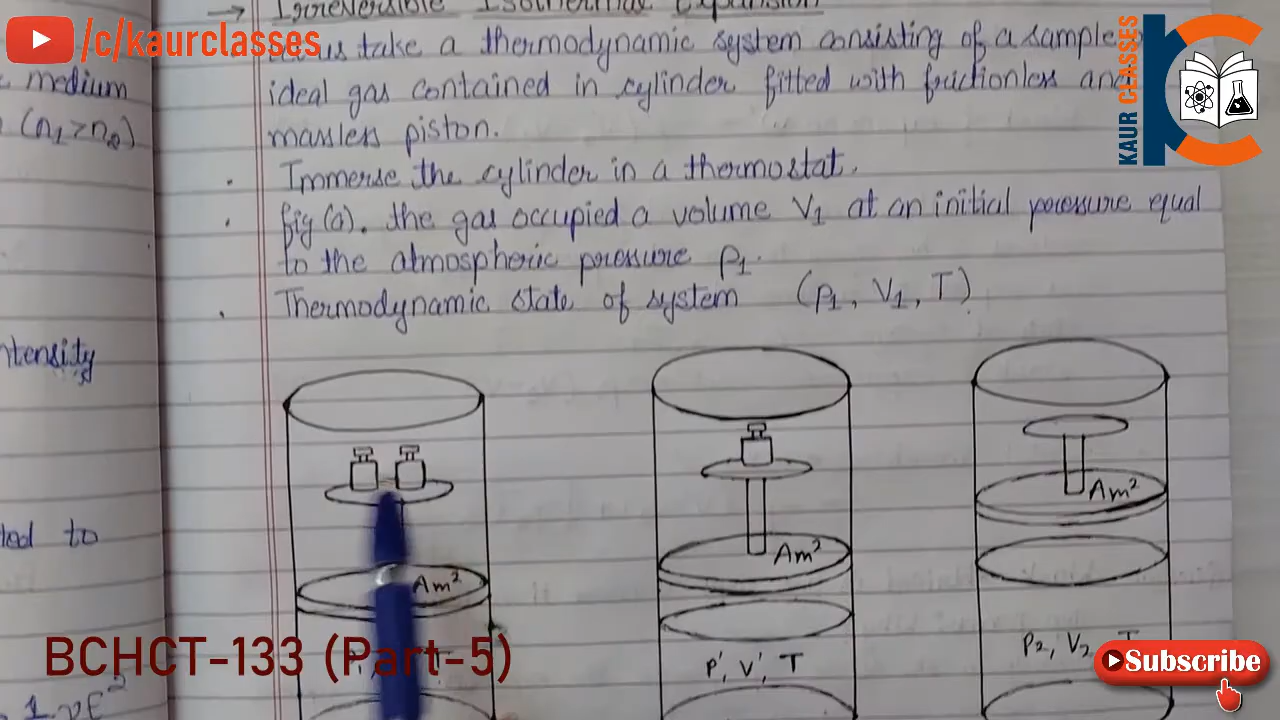 → Irreversible Isothermal Expansion
/c/kaurclasses
take a thermodynamic system consisting of a sample
ideal gas contained in cylinder fitted with frictionless and
massless piston.
. Immerse the cylinder in a thermostat.
. fig(a). the gas occupied a volume V1 at an initial pressure equal
to the atmospheric pressure P1.
. Thermodynamic state of system (P1, V1, T)
medium
(n1>n2)
ntensity
ted to
KAUR CLASSES
Am²
Am²
Am²
T
P', V', T
P2, V2, T
BCHCT-133 (Part-5)
Subscribe